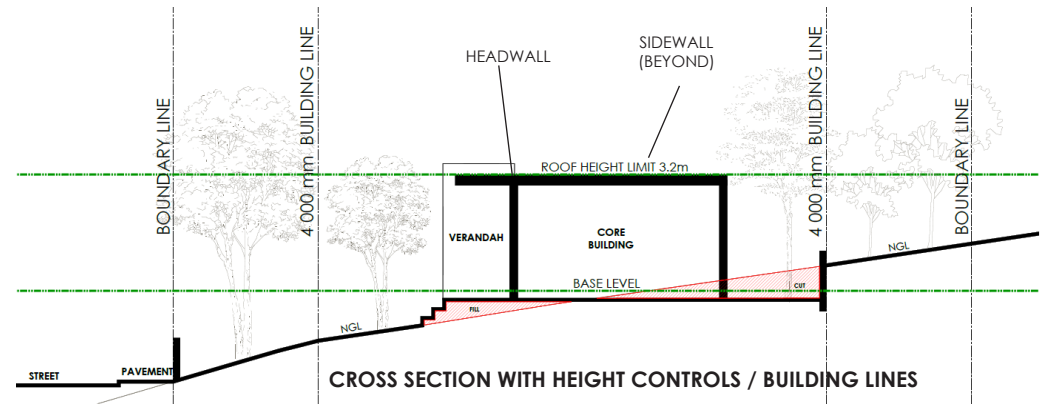 BOUNDARY LINE
4 000 mm BUILDING LINE
HEADWALL
SIDEWALL
(BEYOND)
4 000 mm BUILDING LINE
BOUNDARY LINE
ROOF HEIGHT LIMIT 3.2m
VERANDAH
CORE
BUILDING
NGL
BASE LEVEL
CUT
FILL
NGL
STREET
PAVEMENT
CROSS SECTION WITH HEIGHT CONTROLS / BUILDING LINES